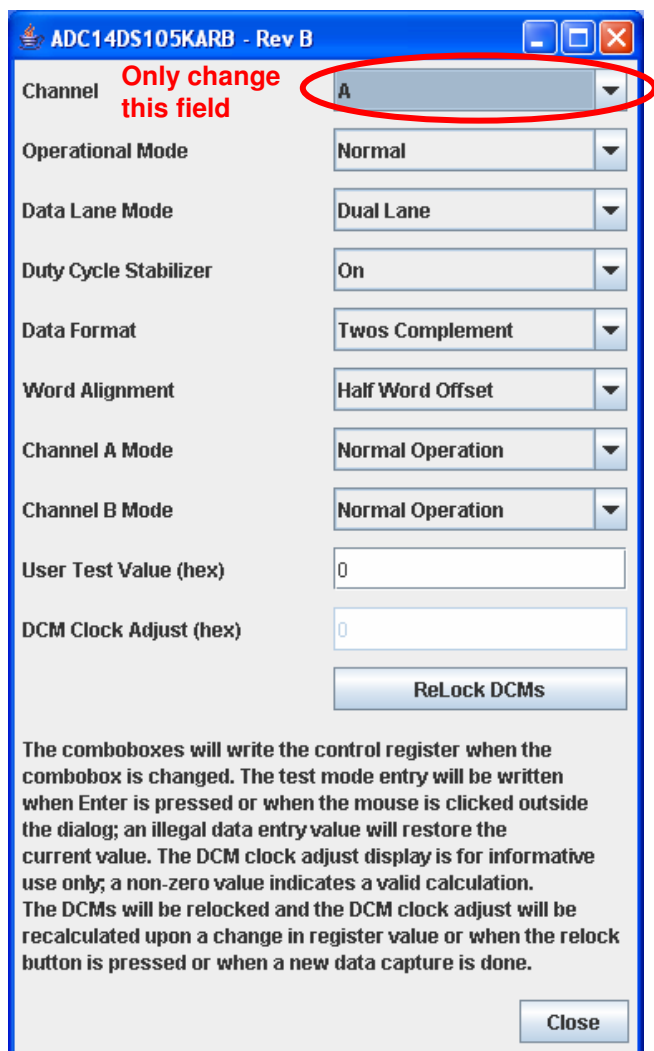 ADC14DS105KARB - Rev B
Channel
Only change
this field
A
Operational Mode
Normal
Data Lane Mode
Dual Lane
Duty Cycle Stabilizer
On
Data Format
Twos Complement
Word Alignment
Half Word Offset
Channel A Mode
Normal Operation
Channel B Mode
Normal Operation
User Test Value (hex)
0
DCM Clock Adjust (hex)
0
ReLock DCMs
The comboboxes will write the control register when the
combobox is changed. The test mode entry will be written
when Enter is pressed or when the mouse is clicked outside
the dialog; an illegal data entry value will restore the
current value. The DCM clock adjust display is for informative
use only; a non-zero value indicates a valid calculation.
The DCMs will be relocked and the DCM clock adjust will be
recalculated upon a change in register value or when the relock
button is pressed or when a new data capture is done.
Close